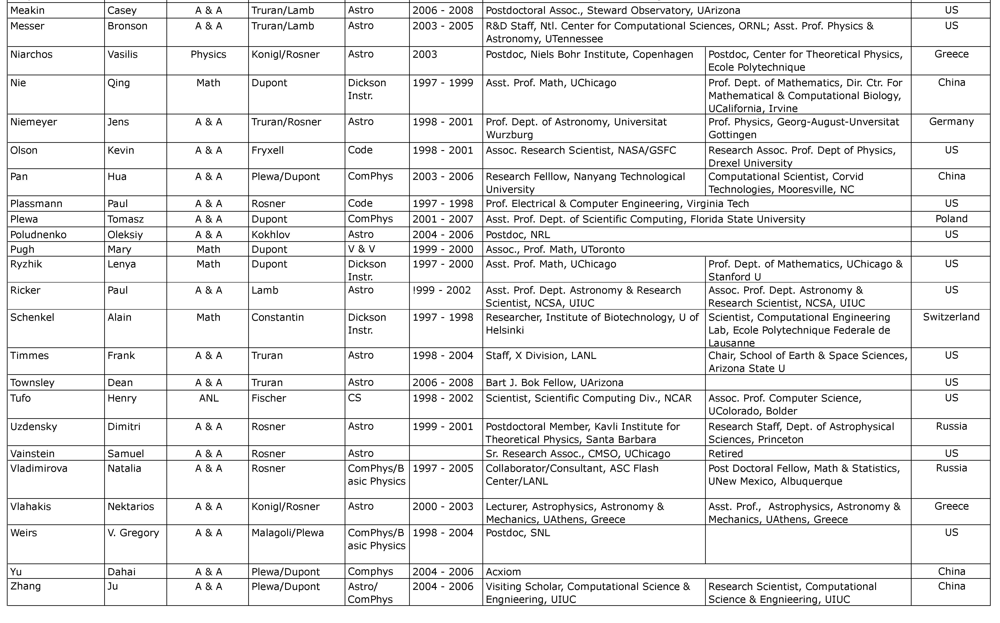 Meakin Casey A & A Truran/Lamb Astro 2006 - 2008 Postdoctoral Assoc., Steward Observatory, UArizona US
Messer Bronson A & A Truran/Lamb Astro 2003 - 2005 R&D Staff, Ntl. Center for Computational Sciences, ORNL; Asst. Prof. Physics & US
Astronomy, UTennessee
Niarchos Vasilis Physics Konigl/Rosner Astro 2003 Postdoc, Niels Bohr Institute, Copenhagen Postdoc, Center for Theoretical Physics, Greece
Ecole Polytechnique
Nie Qing Math Dupont Dickson 1997 - 1999 Asst. Prof. Math, UChicago Prof. Dept. of Mathematics, Dir. Ctr. For China
Instr. Mathematical & Computational Biology,
UCalifornia, Irvine
Niemeyer Jens A & A Truran/Rosner Astro 1998 - 2001 Prof. Dept. of Astronomy, Universitat Prof. Physics, Georg-August-Unversitat Germany
Wurzburg Gottingen
Olson Kevin A & A Fryxell Code 1998 - 2001 Assoc. Research Scientist, NASA/GSFC Research Assoc. Prof. Dept of Physics, US
Drexel University
Pan Hua A & A Plewa/Dupont ComPhys 2003 - 2006 Research Felllow, Nanyang Technological Computational Scientist, Corvid China
University Technologies, Mooresville, NC
Plassmann Paul A & A Rosner Code 1997 - 1998 Prof. Electrical & Computer Engineering, Virginia Tech US
Plewa Tomasz A & A Dupont ComPhys 2001 - 2007 Asst. Prof. Dept. of Scientific Computing, Florida State University Poland
Poludnenko Oleksiy A & A Kokhlov Astro 2004 - 2006 Postdoc, NRL US
Pugh Mary Math Dupont V & V 1999 - 2000 Assoc., Prof. Math, UToronto
Ryzhik Lenya Math Dupont Dickson 1997 - 2000 Asst. Prof. Math, UChicago Prof. Dept. of Mathematics, UChicago & US
Instr. Stanford U
Ricker Paul A & A Lamb Astro !999 - 2002 Asst. Prof. Dept. Astronomy & Research Assoc. Prof. Dept. Astronomy & US
Scientist, NCSA, UIUC Research Scientist, NCSA, UIUC
Schenkel Alain Math Constantin Dickson 1997 - 1998 Researcher, Institute of Biotechnology, U of Scientist, Computational Engineering Switzerland
Instr. Helsinki Lab, Ecole Polytechnique Federale de
Lausanne
Timmes Frank A & A Truran Astro 1998 - 2004 Staff, X Division, LANL Chair, School of Earth & Space Sciences, US
Arizona State U
Townsley Dean A & A Truran Astro 2006 - 2008 Bart J. Bok Fellow, UArizona US
Tufo Henry ANL Fischer CS 1998 - 2002 Scientist, Scientific Computing Div., NCAR Assoc. Prof. Computer Science, US
UColorado, Bolder
Uzdensky Dimitri A & A Rosner Astro 1999 - 2001 Postdoctoral Member, Kavli Institute for Research Staff, Dept. of Astrophysical Russia
Theoretical Physics, Santa Barbara Sciences, Princeton
Vainstein Samuel A & A Rosner Astro Sr. Research Assoc., CMSO, UChicago Retired US
Vladimirova Natalia A & A Rosner ComPhys/B 1997 - 2005 Collaborator/Consultant, ASC Flash Post Doctoral Fellow, Math & Statistics, Russia
asic Physics Center/LANL UNew Mexico, Albuquerque
Vlahakis Nektarios A & A Konigl/Rosner Astro 2000 - 2003 Lecturer, Astrophysics, Astronomy & Asst. Prof., Astrophysics, Astronomy & Greece
Mechanics, UAthens, Greece Mechanics, UAthens, Greece
Weirs V. Gregory A & A Malagoli/Plewa ComPhys/B 1998 - 2004 Postdoc, SNL US
asic Physics
Yu Dahai A & A Plewa/Dupont Comphys 2004 - 2006 Acxiom China
Zhang Ju A & A Plewa/Dupont Astro/ 2004 - 2006 Visiting Scholar, Computational Science & Research Scientist, Computational China
ComPhys Engnieering, UIUC Science & Engnieering, UIUC